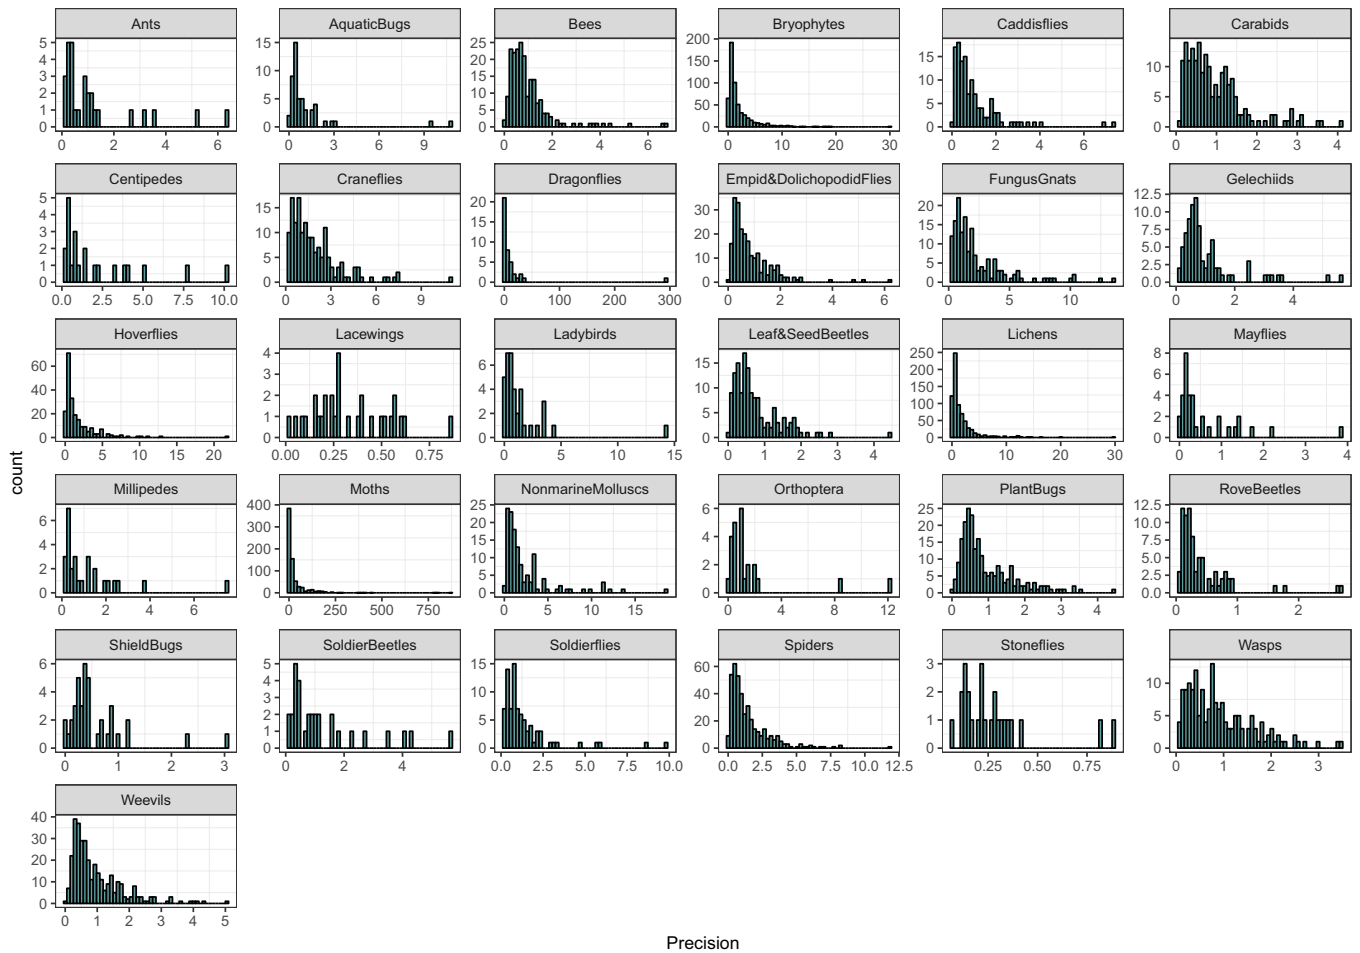 Ants AquaticBugs Bees Bryophytes Caddisflies Carabids
5 4 3 2 1 0
0 2 4 6
15 10 5 0
0 3 6 9
25 20 15 10 5 0
0 2 4 6
200 150 100 50 0
0 10 20 30
15 10 5 0
0 2 4 6
10 5 0
0 1 2 3 4
Centipedes Craneflies Dragonflies Empid&DolichopodidFlies FungusGnats Gelechiids
5 4 3 2 1 0
0.0 2.5 5.0 7.5 10.0
15 10 5 0
0 3 6 9
20 15 10 5 0
0 100 200 300
30 20 10 0
0 2 4 6
20 15 10 5 0
0 5 10
12.5 10.0 7.5 5.0 2.5 0.0
0 2 4
Hoverflies Lacewings Ladybirds Leaf&SeedBeetles Lichens Mayflies
60 40 20 0
0 5 10 15 20
4 3 2 1 0
0.00 0.25 0.50 0.75
6 4 2 0
0 5 10 15
15 10 5 0
0 1 2 3 4
250 200 150 100 50 0
0 10 20 30
8 6 4 2 0
0 1 2 3 4
count
Millipedes Moths NonmarineMolluscs Orthoptera PlantBugs RoveBeetles
6 4 2 0
0 2 4 6
400 300 200 100 0
0 250 500 750
25 20 15 10 5 0
0 5 10 15
6 4 2 0
0 4 8 12
25 20 15 10 5 0
0 1 2 3 4
12.5 10.0 7.5 5.0 2.5 0.0
0 1 2
ShieldBugs SoldierBeetles Soldierflies Spiders Stoneflies Wasps
6 4 2 0
0 1 2 3
5 4 3 2 1 0
0 2 4
15 10 5 0
0.0 2.5 5.0 7.5 10.0
60 40 20 0
0.0 2.5 5.0 7.5 10.0 12.5
3 2 1 0
0.25 0.50 0.75
10 5 0
0 1 2 3
Weevils
40 30 20 10 0
0 1 2 3 4 5
Precision